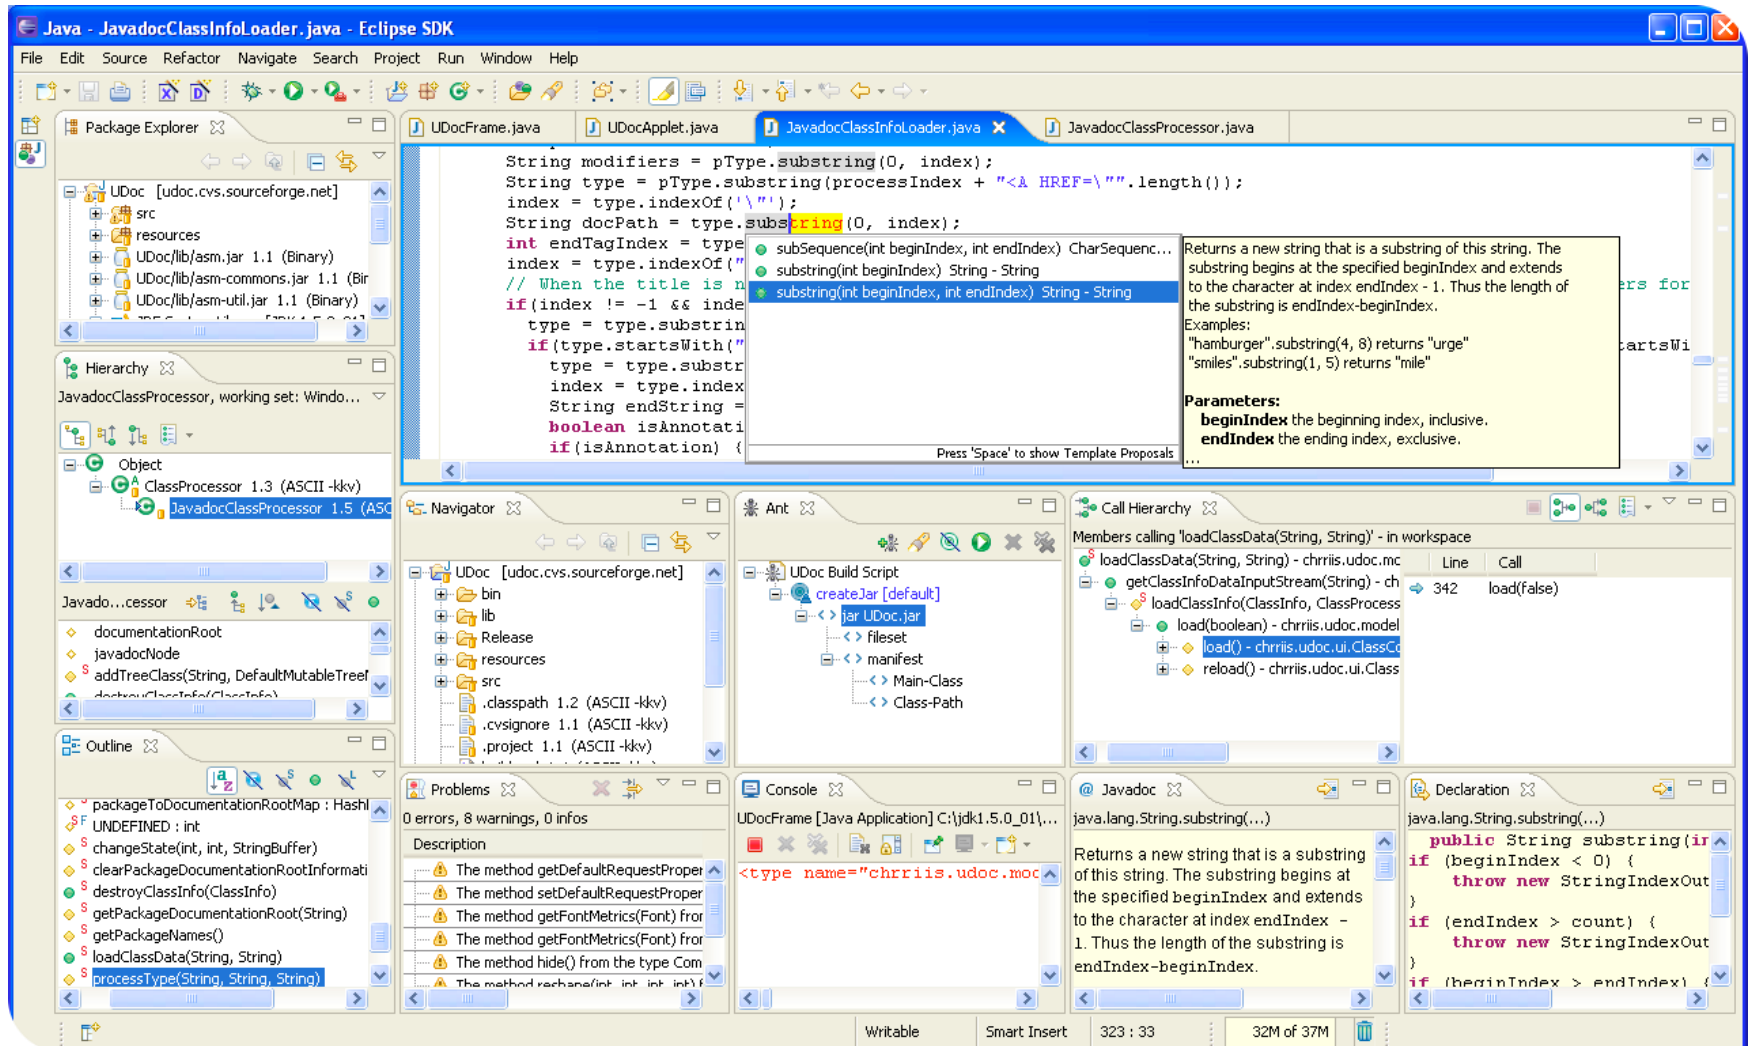 Java - JavadocClassInfoLoader.java - Eclipse SDK
File Edit Source Refactor Navigate Search Project Run Window Help
Package Explorer
UDoc [udoc.cvs.sourceforge.net]
src
resources
UDoc/lib/asm.jar 1.1 (Binary)
UDoc/lib/asm-commons.jar 1.1 (Bir
UDoc/lib/asm-util.jar 1.1 (Binary)
Hierarchy
JavadocClassProcessor, working set: Windo...
Object
ClassProcessor 1.3 (ASCII -kkv)
JavadocClassProcessor 1.5 (ASC
Javado...cessor
documentationRoot
javadocNode
addTreeClass(String, DefaultMutableTreeN
destroyClassInfo(ClassInfo)
Outline
packageToDocumentationRootMap : Hashl
UNDEFINED : int
changeState(int, int, StringBuffer)
clearPackageDocumentationRootInformati
destroyClassInfo(ClassInfo)
getPackageDocumentationRoot(String)
getPackageNames()
loadClassData(String, String)
processType(String, String, String)
UDocFrame.java UDocApplet.java JavadocClassInfoLoader.java JavadocClassProcessor.java
String modifiers = pType.substring(0, index);
String type = pType.substring(processIndex + "<A HREF=\"".length());
index = type.indexOf('\"');
String docPath = type.substring(0, index);
int endTagIndex = type
index = type.indexOf("
// When the title is n ers for
if(index != -1 && inde
type = type.substrin
if(type.startsWith(" tartsWi
type = type.substr
index = type.index
String endString =
boolean isAnnotati
if(isAnnotation) {
subSequence(int beginIndex, int endIndex) CharSequenc...
substring(int beginIndex) String - String
substring(int beginIndex, int endIndex) String - String
Press 'Space' to show Template Proposals
Returns a new string that is a substring of this string. The
substring begins at the specified beginIndex and extends
to the character at index endIndex - 1. Thus the length of
the substring is endIndex-beginIndex.
Examples:
"hamburger".substring(4, 8) returns "urge"
"smiles".substring(1, 5) returns "mile"
Parameters:
beginIndex the beginning index, inclusive.
endIndex the ending index, exclusive.
...
Navigator
UDoc [udoc.cvs.sourceforge.net]
bin
lib
Release
resources
src
.classpath 1.2 (ASCII -kkv)
.cvsignore 1.1 (ASCII -kkv)
.project 1.1 (ASCII -kkv)
Ant
UDoc Build Script
createJar [default]
jar UDoc.jar
fileset
manifest
Main-Class
Class-Path
Call Hierarchy
Members calling 'loadClassData(String, String)' - in workspace
loadClassData(String, String) - chrriis.udoc.mc
getClassInfoDataInputStream(String) - ch
loadClassInfo(ClassInfo, ClassProcess
load(boolean) - chrriis.udoc.model
load() - chrriis.udoc.ui.ClassCo
reload() - chrriis.udoc.ui.Class
Line Call
342 load(false)
Problems
0 errors, 8 warnings, 0 infos
Description
The method getDefaultRequestProper
The method setDefaultRequestProper
The method getFontMetrics(Font) fror
The method getFontMetrics(Font) fror
The method hide() from the type Com
The method reshape(int, int, int, int) f
Console
UDocFrame [Java Application] C:\jdk1.5.0_01\...
<type name="chrriis.udoc.moc
@ Javadoc
java.lang.String.substring(...)
Returns a new string that is a substring
of this string. The substring begins at
the specified beginIndex and extends
to the character at index endIndex -
1. Thus the length of the substring is
endIndex-beginIndex.
Declaration
java.lang.String.substring(...)
public String substring(ir
if (beginIndex < 0) {
throw new StringIndexOut
}
if (endIndex > count) {
throw new StringIndexOut
}
if (beginIndex > endIndex) {
Writable Smart Insert 323 : 33 32M of 37M